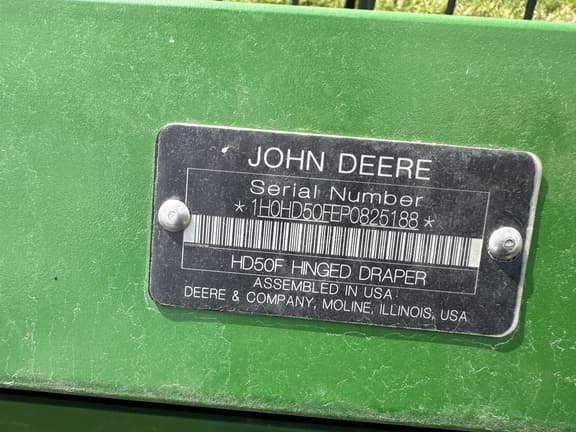 JOHN DEERE
Serial Number
*1H0HD50FEP0825188*
HD50F HINGED DRAPER
ASSEMBLED IN USA
DEERE & COMPANY, MOLINE, ILLINOIS, USA